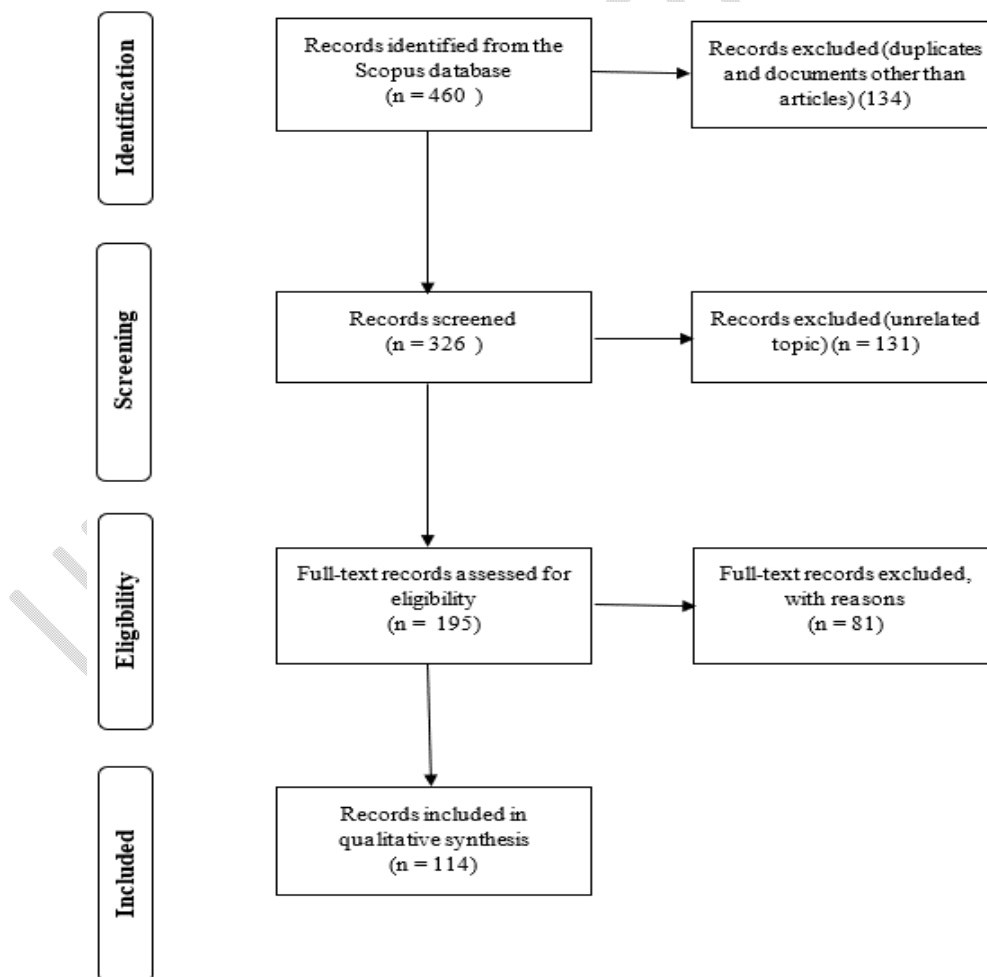 Identification
Records identified from the
Scopus database
(n = 460 )
Records excluded (duplicates
and documents other than
articles) (134)
Screening
Records screened
(n = 326 )
Records excluded (unrelated
topic) (n = 131)
Eligibility
Full-text records assessed for
eligibility
(n = 195)
Full-text records excluded,
with reasons
(n = 81)
Included
Records included in
qualitative synthesis
(n = 114)